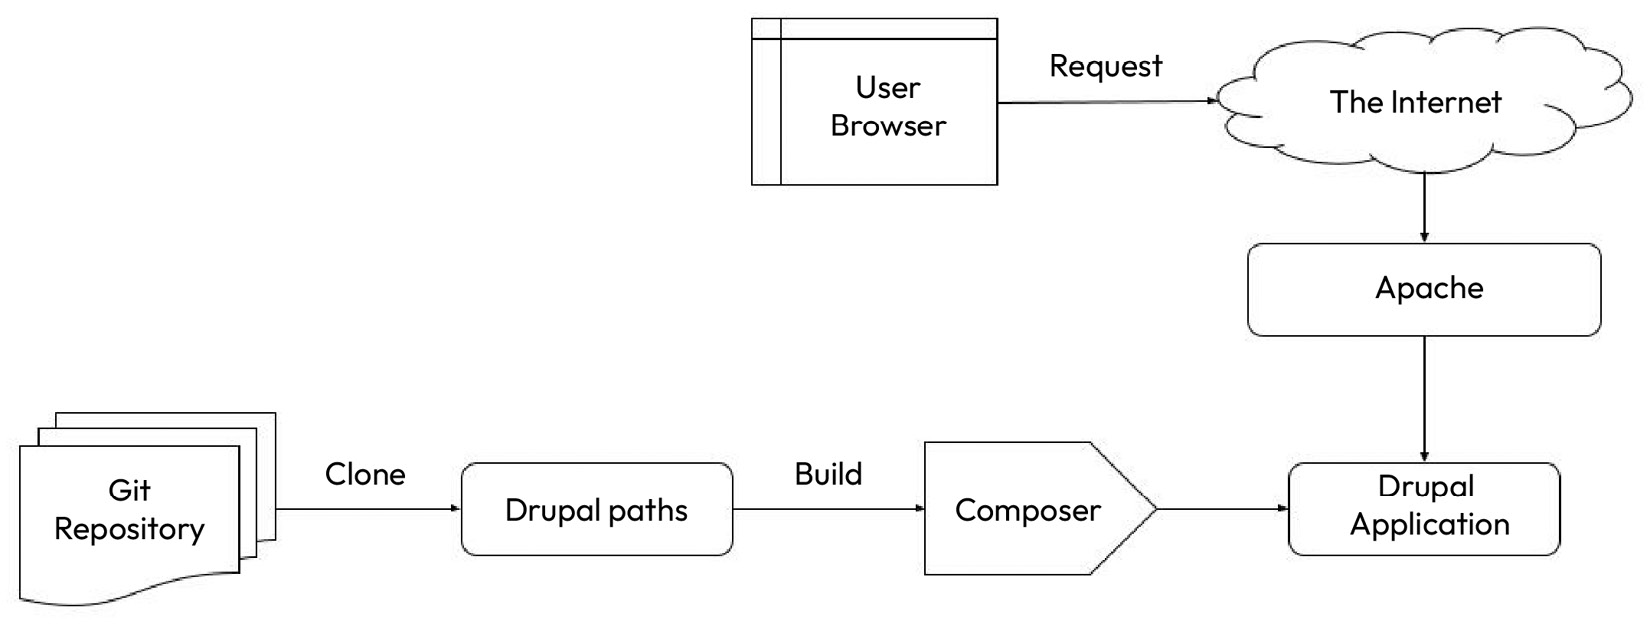 User
Browser
Request
The Internet
Apache
Git
Repository
Clone
Drupal paths
Build
Composer
Drupal
Application